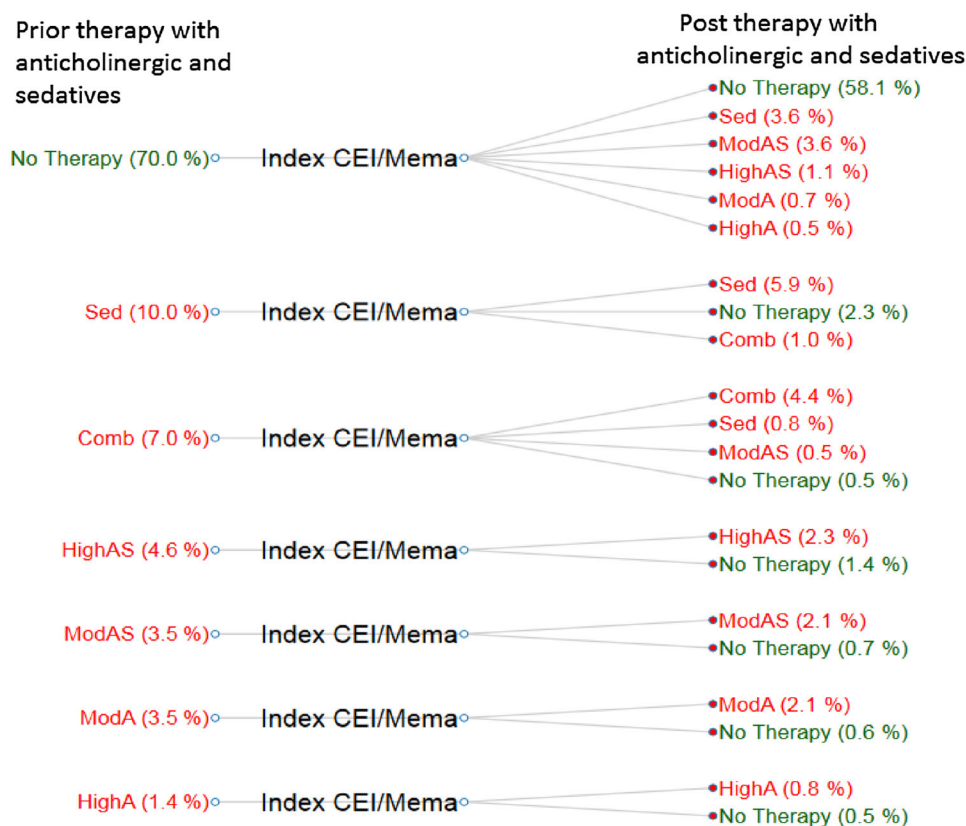 Prior therapy with
anticholinergic and
sedatives
Post therapy with
anticholinergic and sedatives
No Therapy (70.0 %)
Index CEI/Mema
No Therapy (58.1 %)
Sed (3.6 %)
ModAS (3.6 %)
HighAS (1.1 %)
ModA (0.7 %)
HighA (0.5 %)
Sed (10.0 %)
Index CEI/Mema
Sed (5.9 %)
No Therapy (2.3 %)
Comb (1.0 %)
Comb (7.0 %)
Index CEI/Mema
Comb (4.4 %)
Sed (0.8 %)
ModAS (0.5 %)
No Therapy (0.5 %)
HighAS (4.6 %)
Index CEI/Mema
HighAS (2.3 %)
No Therapy (1.4 %)
ModAS (3.5 %)
Index CEI/Mema
ModAS (2.1 %)
No Therapy (0.7 %)
ModA (3.5 %)
Index CEI/Mema
ModA (2.1 %)
No Therapy (0.6 %)
HighA (1.4 %)
Index CEI/Mema
HighA (0.8 %)
No Therapy (0.5 %)